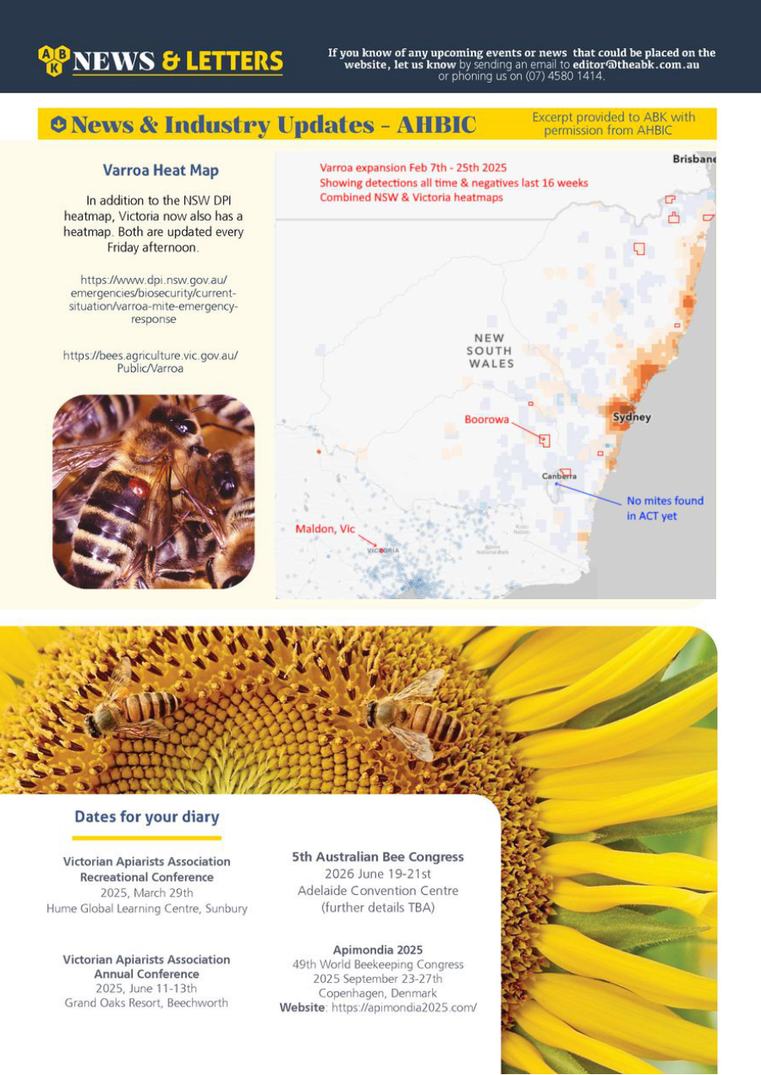 A B K
NEWS & LETTERS
If you know of any upcoming events or news that could be placed on the
website, let us know by sending an email to editor@theabk.com.au
or phoning us on (07) 4580 1414.
News & Industry Updates - AHBIC
Excerpt provided to ABK with
permission from AHBIC
Varroa Heat Map
In addition to the NSW DPI
heatmap, Victoria now also has a
heatmap. Both are updated every
Friday afternoon.
https://www.dpi.nsw.gov.au/
emergencies/biosecurity/current-
situation/varroa-mite-emergency-
response
https://bees.agriculture.vic.gov.au/
Public/Varroa
Varroa expansion Feb 7th - 25th 2025
Showing detections all time & negatives last 16 weeks
Combined NSW & Victoria heatmaps
Brisbane
NEW
SOUTH
WALES
Boorowa
Sydney
Canberra
No mites found
in ACT yet
Maldon, Vic
VICTORIA
National Park
Dates for your diary
Victorian Apiarists Association
Recreational Conference
2025, March 29th
Hume Global Learning Centre, Sunbury
Victorian Apiarists Association
Annual Conference
2025, June 11-13th
Grand Oaks Resort, Beechworth
5th Australian Bee Congress
2026 June 19-21st
Adelaide Convention Centre
(further details TBA)
Apimondia 2025
49th World Beekeeping Congress
2025 September 23-27th
Copenhagen, Denmark
Website: https://apimondia2025.com/